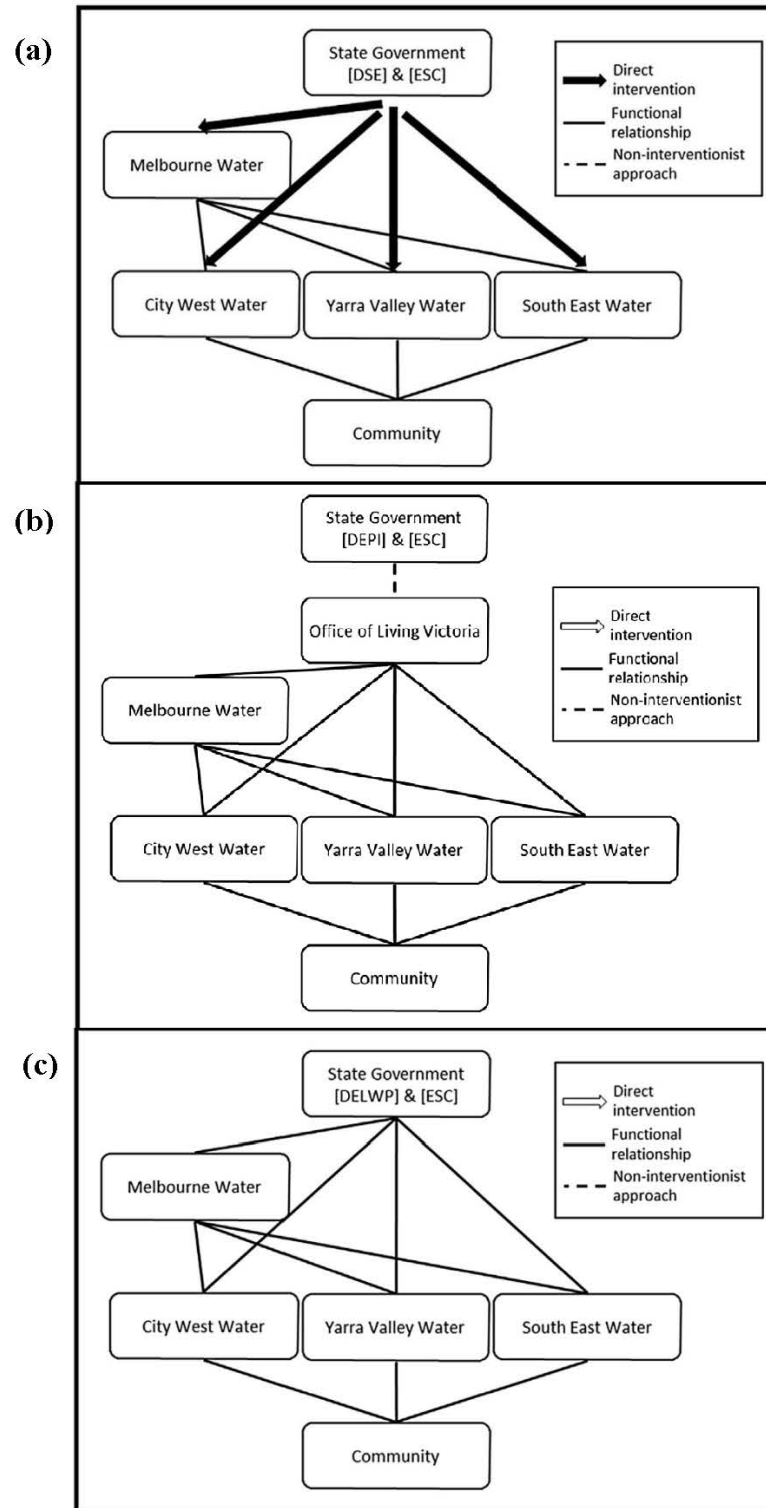 (a)
State Government
[DSE] & [ESC]
Direct
intervention
Functional
relationship
Non-interventionist
approach
Melbourne Water
City West Water
Yarra Valley Water
South East Water
Community
(b)
State Government
[DEPI] & [ESC]
Office of Living Victoria
Direct
intervention
Functional
relationship
Non-interventionist
approach
Melbourne Water
City West Water
Yarra Valley Water
South East Water
Community
(c)
State Government
[DELWP] & [ESC]
Direct
intervention
Functional
relationship
Non-interventionist
approach
Melbourne Water
City West Water
Yarra Valley Water
South East Water
Community